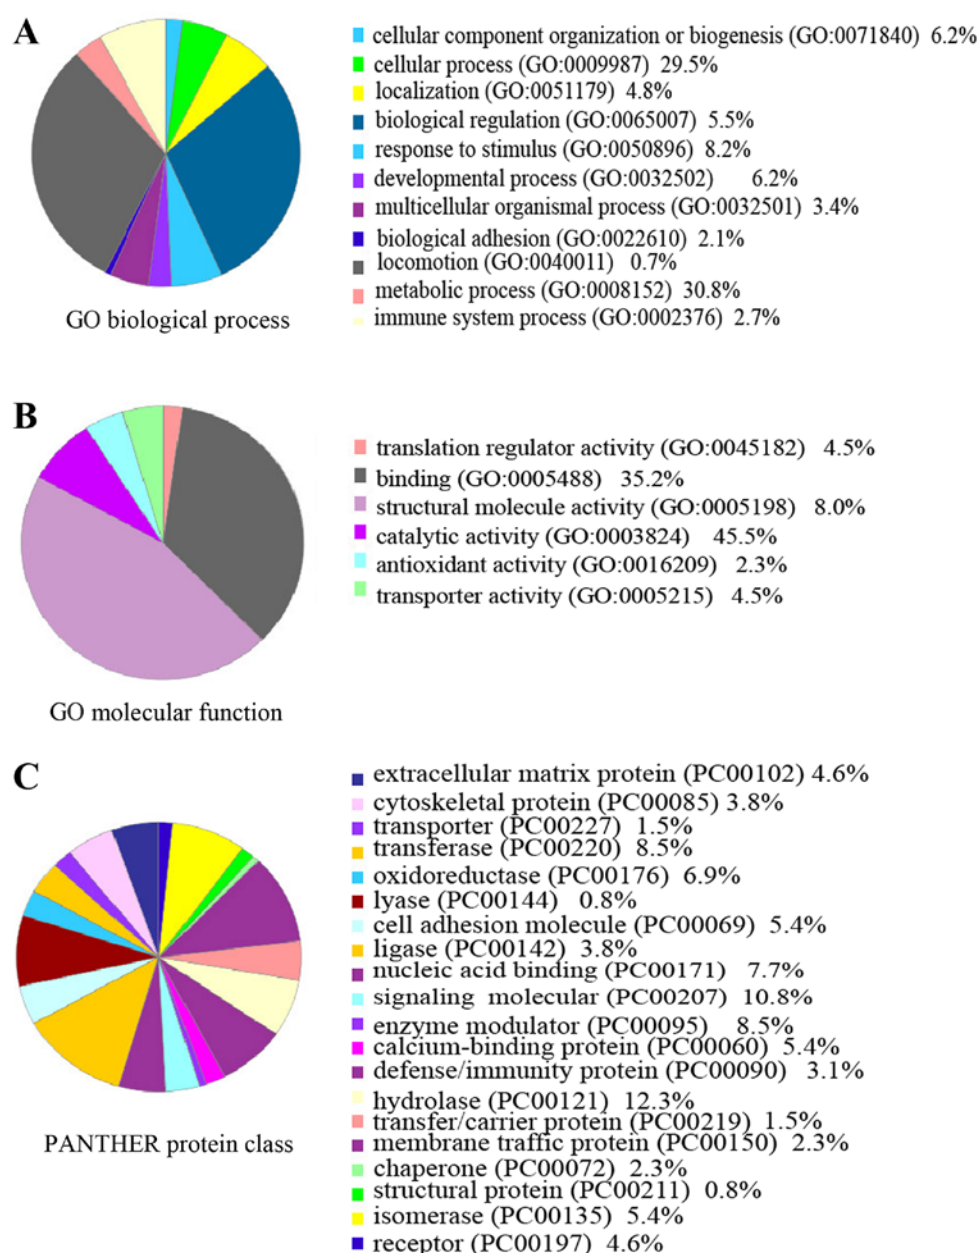 A
cellular component organization or biogenesis (GO:0071840) 6.2%
cellular process (GO:0009987) 29.5%
localization (GO:0051179) 4.8%
biological regulation (GO:0065007) 5.5%
response to stimulus (GO:0050896) 8.2%
developmental process (GO:0032502) 6.2%
multicellular organismal process (GO:0032501) 3.4%
biological adhesion (GO:0022610) 2.1%
locomotion (GO:0040011) 0.7%
metabolic process (GO:0008152) 30.8%
immune system process (GO:0002376) 2.7%
GO biological process
B
translation regulator activity (GO:0045182) 4.5%
binding (GO:0005488) 35.2%
structural molecule activity (GO:0005198) 8.0%
catalytic activity (GO:0003824) 45.5%
antioxidant activity (GO:0016209) 2.3%
transporter activity (GO:0005215) 4.5%
GO molecular function
C
extracellular matrix protein (PC00102) 4.6%
cytoskeletal protein (PC00085) 3.8%
transporter (PC00227) 1.5%
transferase (PC00220) 8.5%
oxidoreductase (PC00176) 6.9%
lyase (PC00144) 0.8%
cell adhesion molecule (PC00069) 5.4%
ligase (PC00142) 3.8%
nucleic acid binding (PC00171) 7.7%
signaling molecular (PC00207) 10.8%
enzyme modulator (PC00095) 8.5%
calcium-binding protein (PC00060) 5.4%
defense/immunity protein (PC00090) 3.1%
hydrolase (PC00121) 12.3%
transfer/carrier protein (PC00219) 1.5%
membrane traffic protein (PC00150) 2.3%
chaperone (PC00072) 2.3%
structural protein (PC00211) 0.8%
isomerase (PC00135) 5.4%
receptor (PC00197) 4.6%
PANTHER protein class